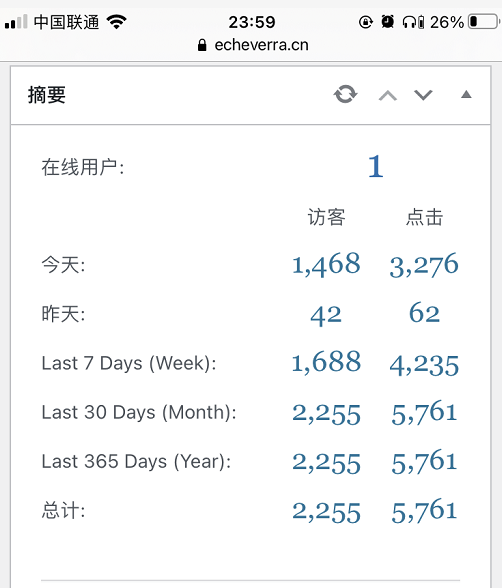 中国联通 23:59 26%
echeverra.cn
摘要
在线用户: 1
访客 点击
今天: 1,468 3,276
昨天: 42 62
Last 7 Days (Week): 1,688 4,235
Last 30 Days (Month): 2,255 5,761
Last 365 Days (Year): 2,255 5,761
总计: 2,255 5,761